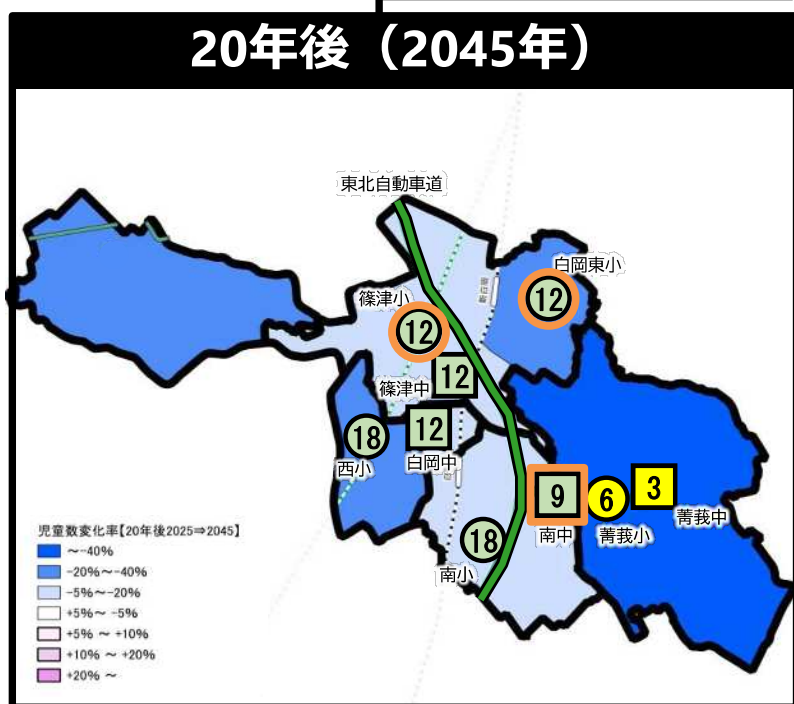 20年後（2045年）
東北自動車道
白岡東小
12
篠津小
12
篠津中
12
18
西小
12
白岡中
9
南中
6
菁莪小
3
菁莪中
18
南小
児童数変化率【20年後2025⇒2045】
～-40%
-20%～-40%
-5%～-20%
+5%～ -5%
+5% ～ +10%
+10% ～ +20%
+20% ～